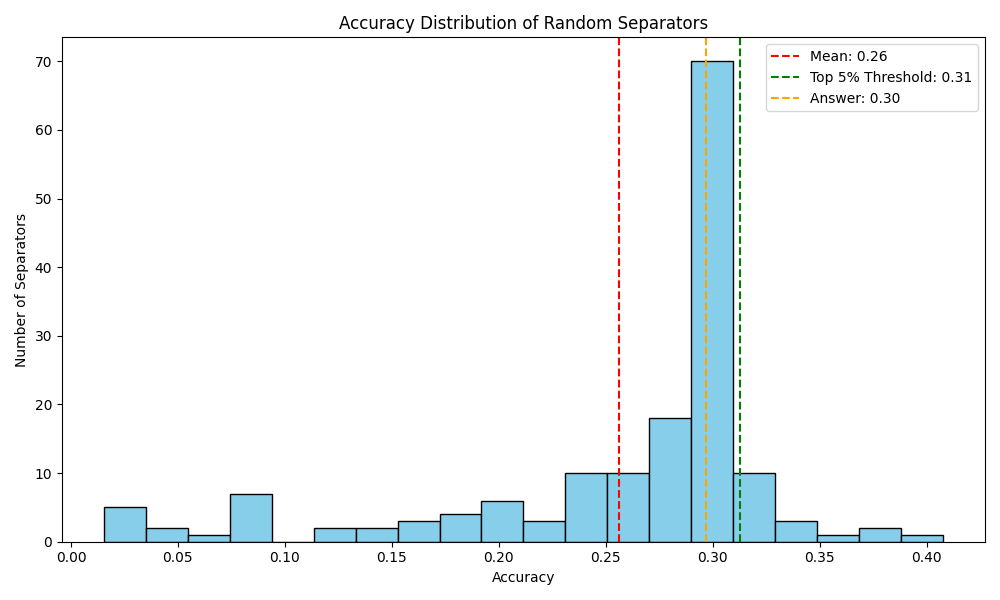 Accuracy Distribution of Random Separators
Mean: 0.26
Top 5% Threshold: 0.31
Answer: 0.30
Number of Separators
70
60
50
40
30
20
10
0
0.00 0.05 0.10 0.15 0.20 0.25 0.30 0.35 0.40
Accuracy